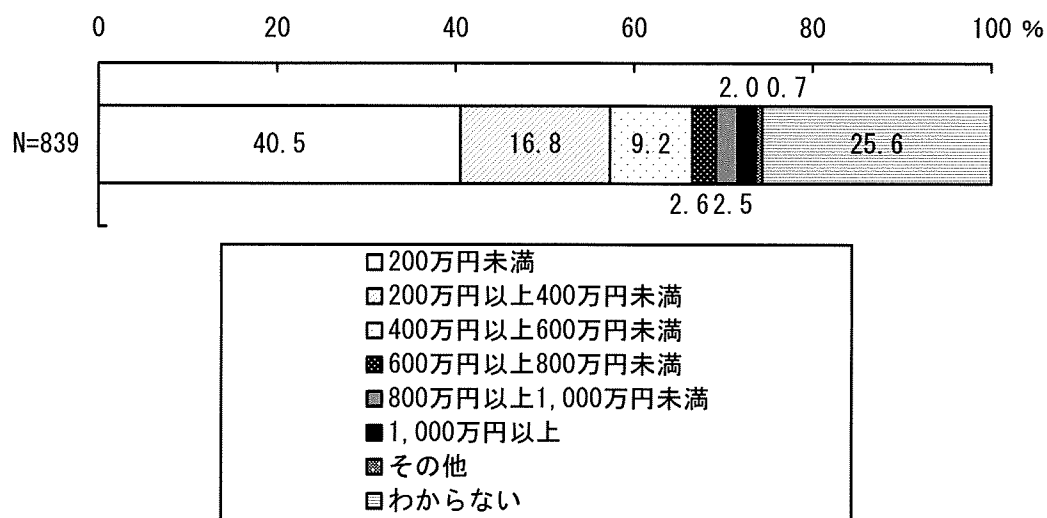 0 20 40 60 80 100 %
2.0 0.7
N=839 40.5 16.8 9.2 25.6
2.6 2.5
200万円未満
200万円以上400万円未満
400万円以上600万円未満
600万円以上800万円未満
800万円以上1,000万円未満
1,000万円以上
その他
わからない